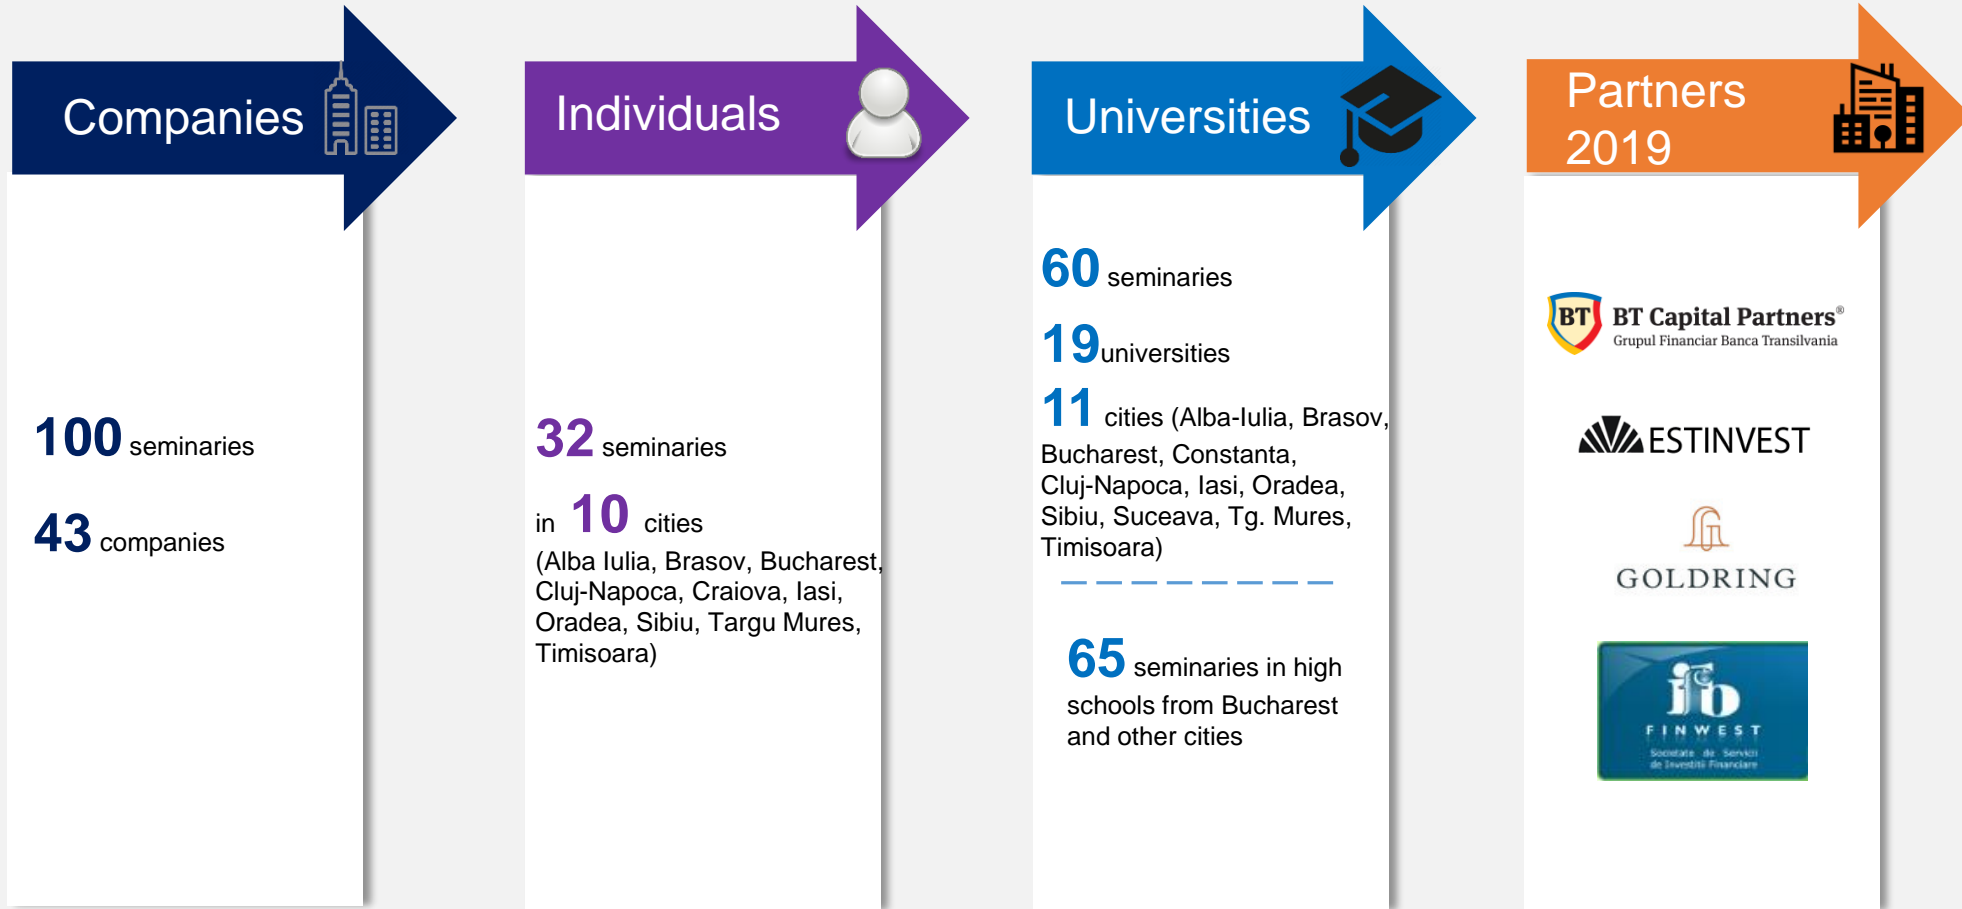 Companies
100 seminaries
43 companies
Individuals
32 seminaries
in 10 cities
(Alba Iulia, Brasov, Bucharest,
Cluj-Napoca, Craiova, Iasi,
Oradea, Sibiu, Targu Mures,
Timisoara)
Universities
60 seminaries
19universities
11 cities (Alba-Iulia, Brasov,
Bucharest, Constanta,
Cluj-Napoca, Iasi, Oradea,
Sibiu, Suceava, Tg. Mures,
Timisoara)
65 seminaries in high
schools from Bucharest
and other cities
Partners
2019
BT BT Capital Partners®
Grupul Financiar Banca Transilvania
ESTINVEST
GOLDRING
ifb
FINWEST
Societate de Servicii
de Investitii Financiare